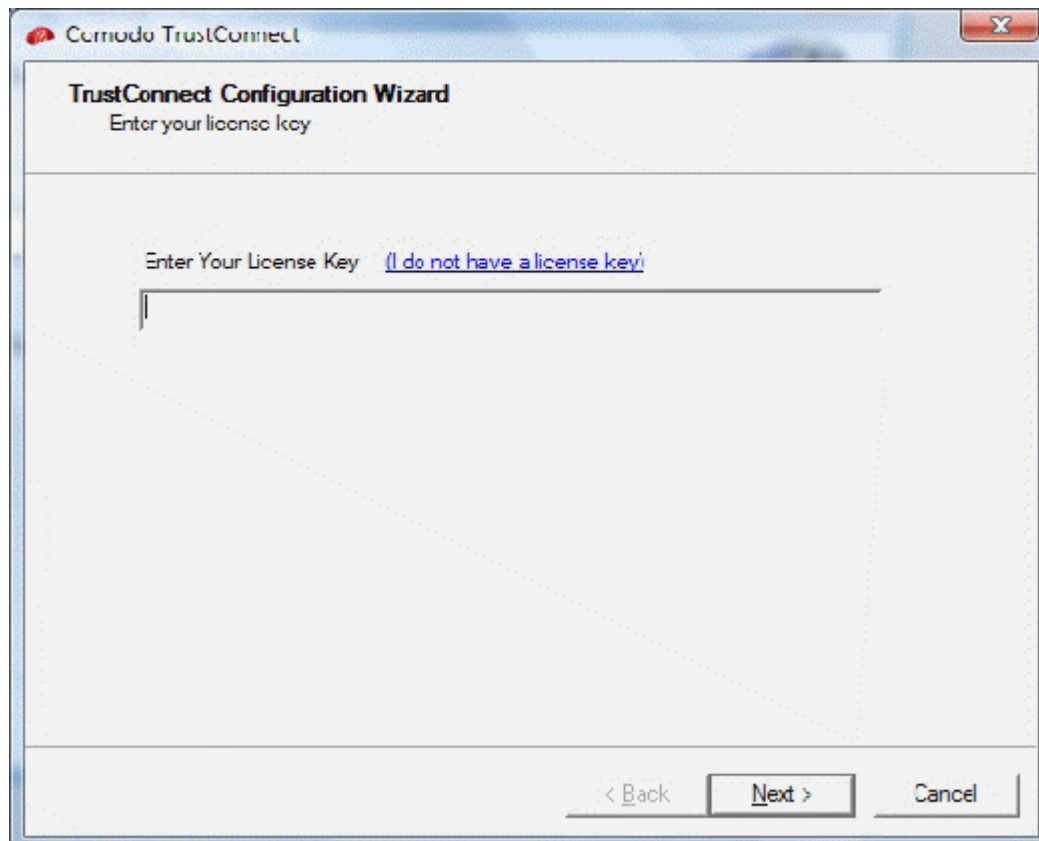 Comodo TrustConnect
TrustConnect Configuration Wizard
Enter your license key
Enter Your License Key (I do not have a license key)
< Back Next > Cancel